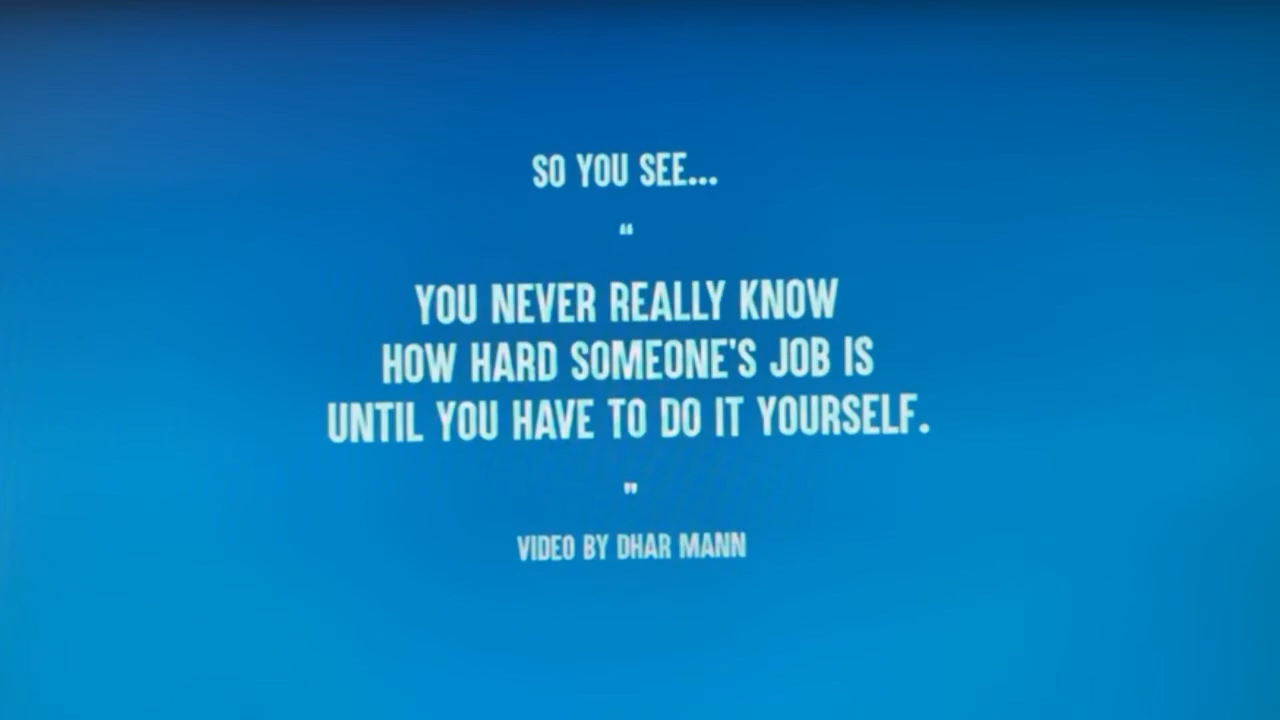 SO YOU SEE...
“
YOU NEVER REALLY KNOW
HOW HARD SOMEONE'S JOB IS
UNTIL YOU HAVE TO DO IT YOURSELF.
”
VIDEO BY DHAR MANN